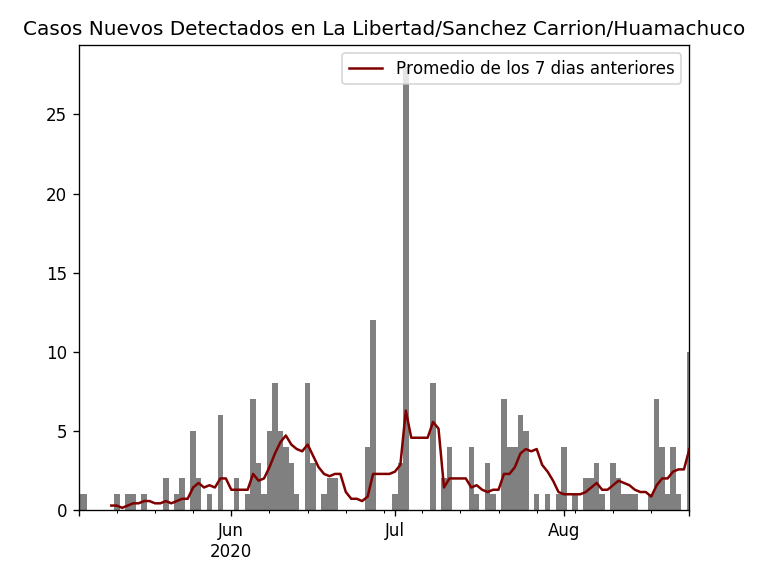 Casos Nuevos Detectados en La Libertad/Sanchez Carrion/Huamachuco
Promedio de los 7 dias anteriores
25
20
15
10
5
0
Jun
2020
Jul
Aug